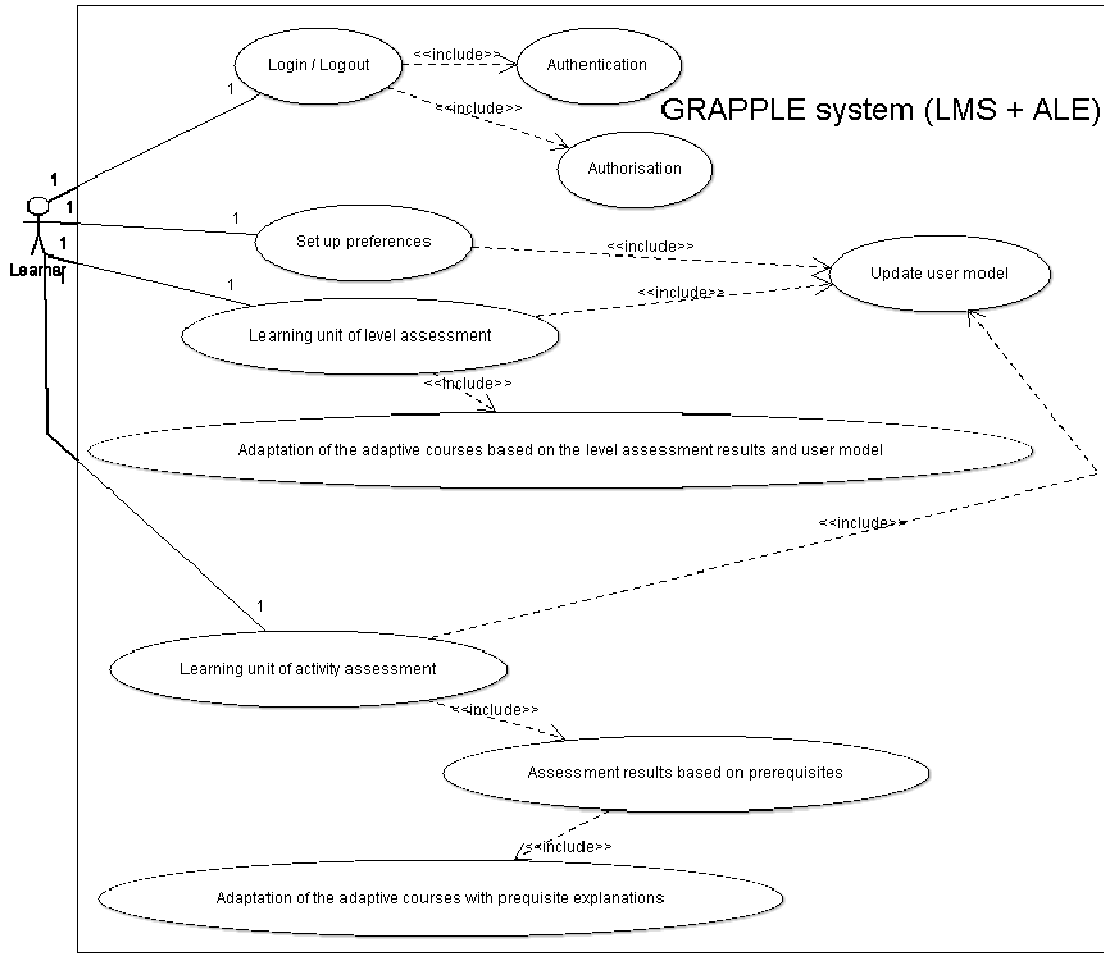 Login / Logout
<<include>>
Authentication
1
<<include>>
GRAPPLE system (LMS + ALE)
Authorisation
1
1
1
Set up preferences
<<include>>
1
Learner
1
Update user model
1
<<include>>
Learning unit of level assessment
<<include>>
Adaptation of the adaptive courses based on the level assessment results and user model
<<include>>
1
Learning unit of activity assessment
<<include>>
Assessment results based on prerequisites
<<include>>
Adaptation of the adaptive courses with prequisite explanations